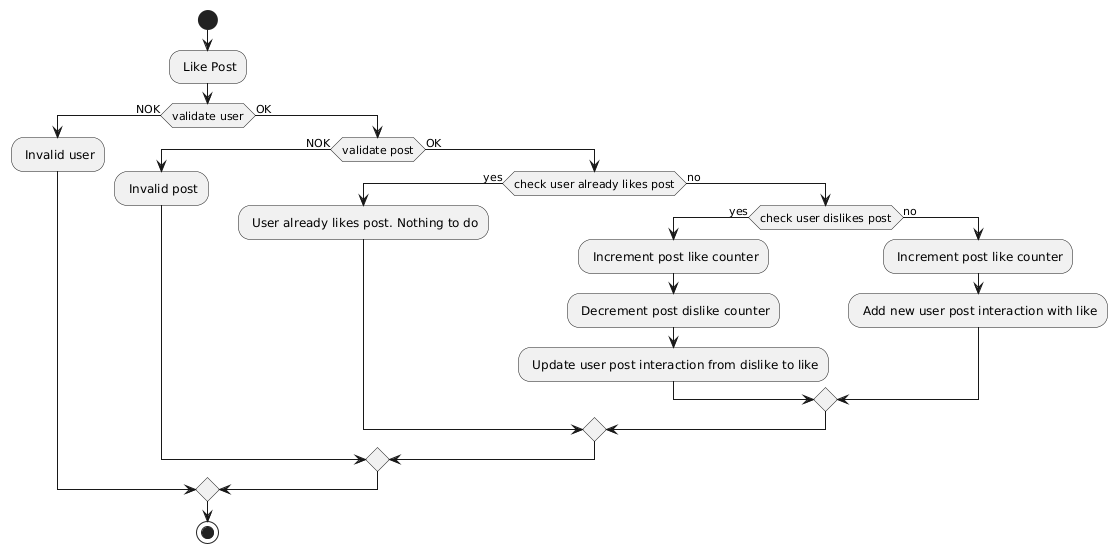 Like Post
NOK
OK
validate user
Invalid user
NOK
OK
validate post
Invalid post
yes
no
check user already likes post
User already likes post. Nothing to do
yes
no
check user dislikes post
Increment post like counter
Increment post like counter
Decrement post dislike counter
Add new user post interaction with like
Update user post interaction from dislike to like